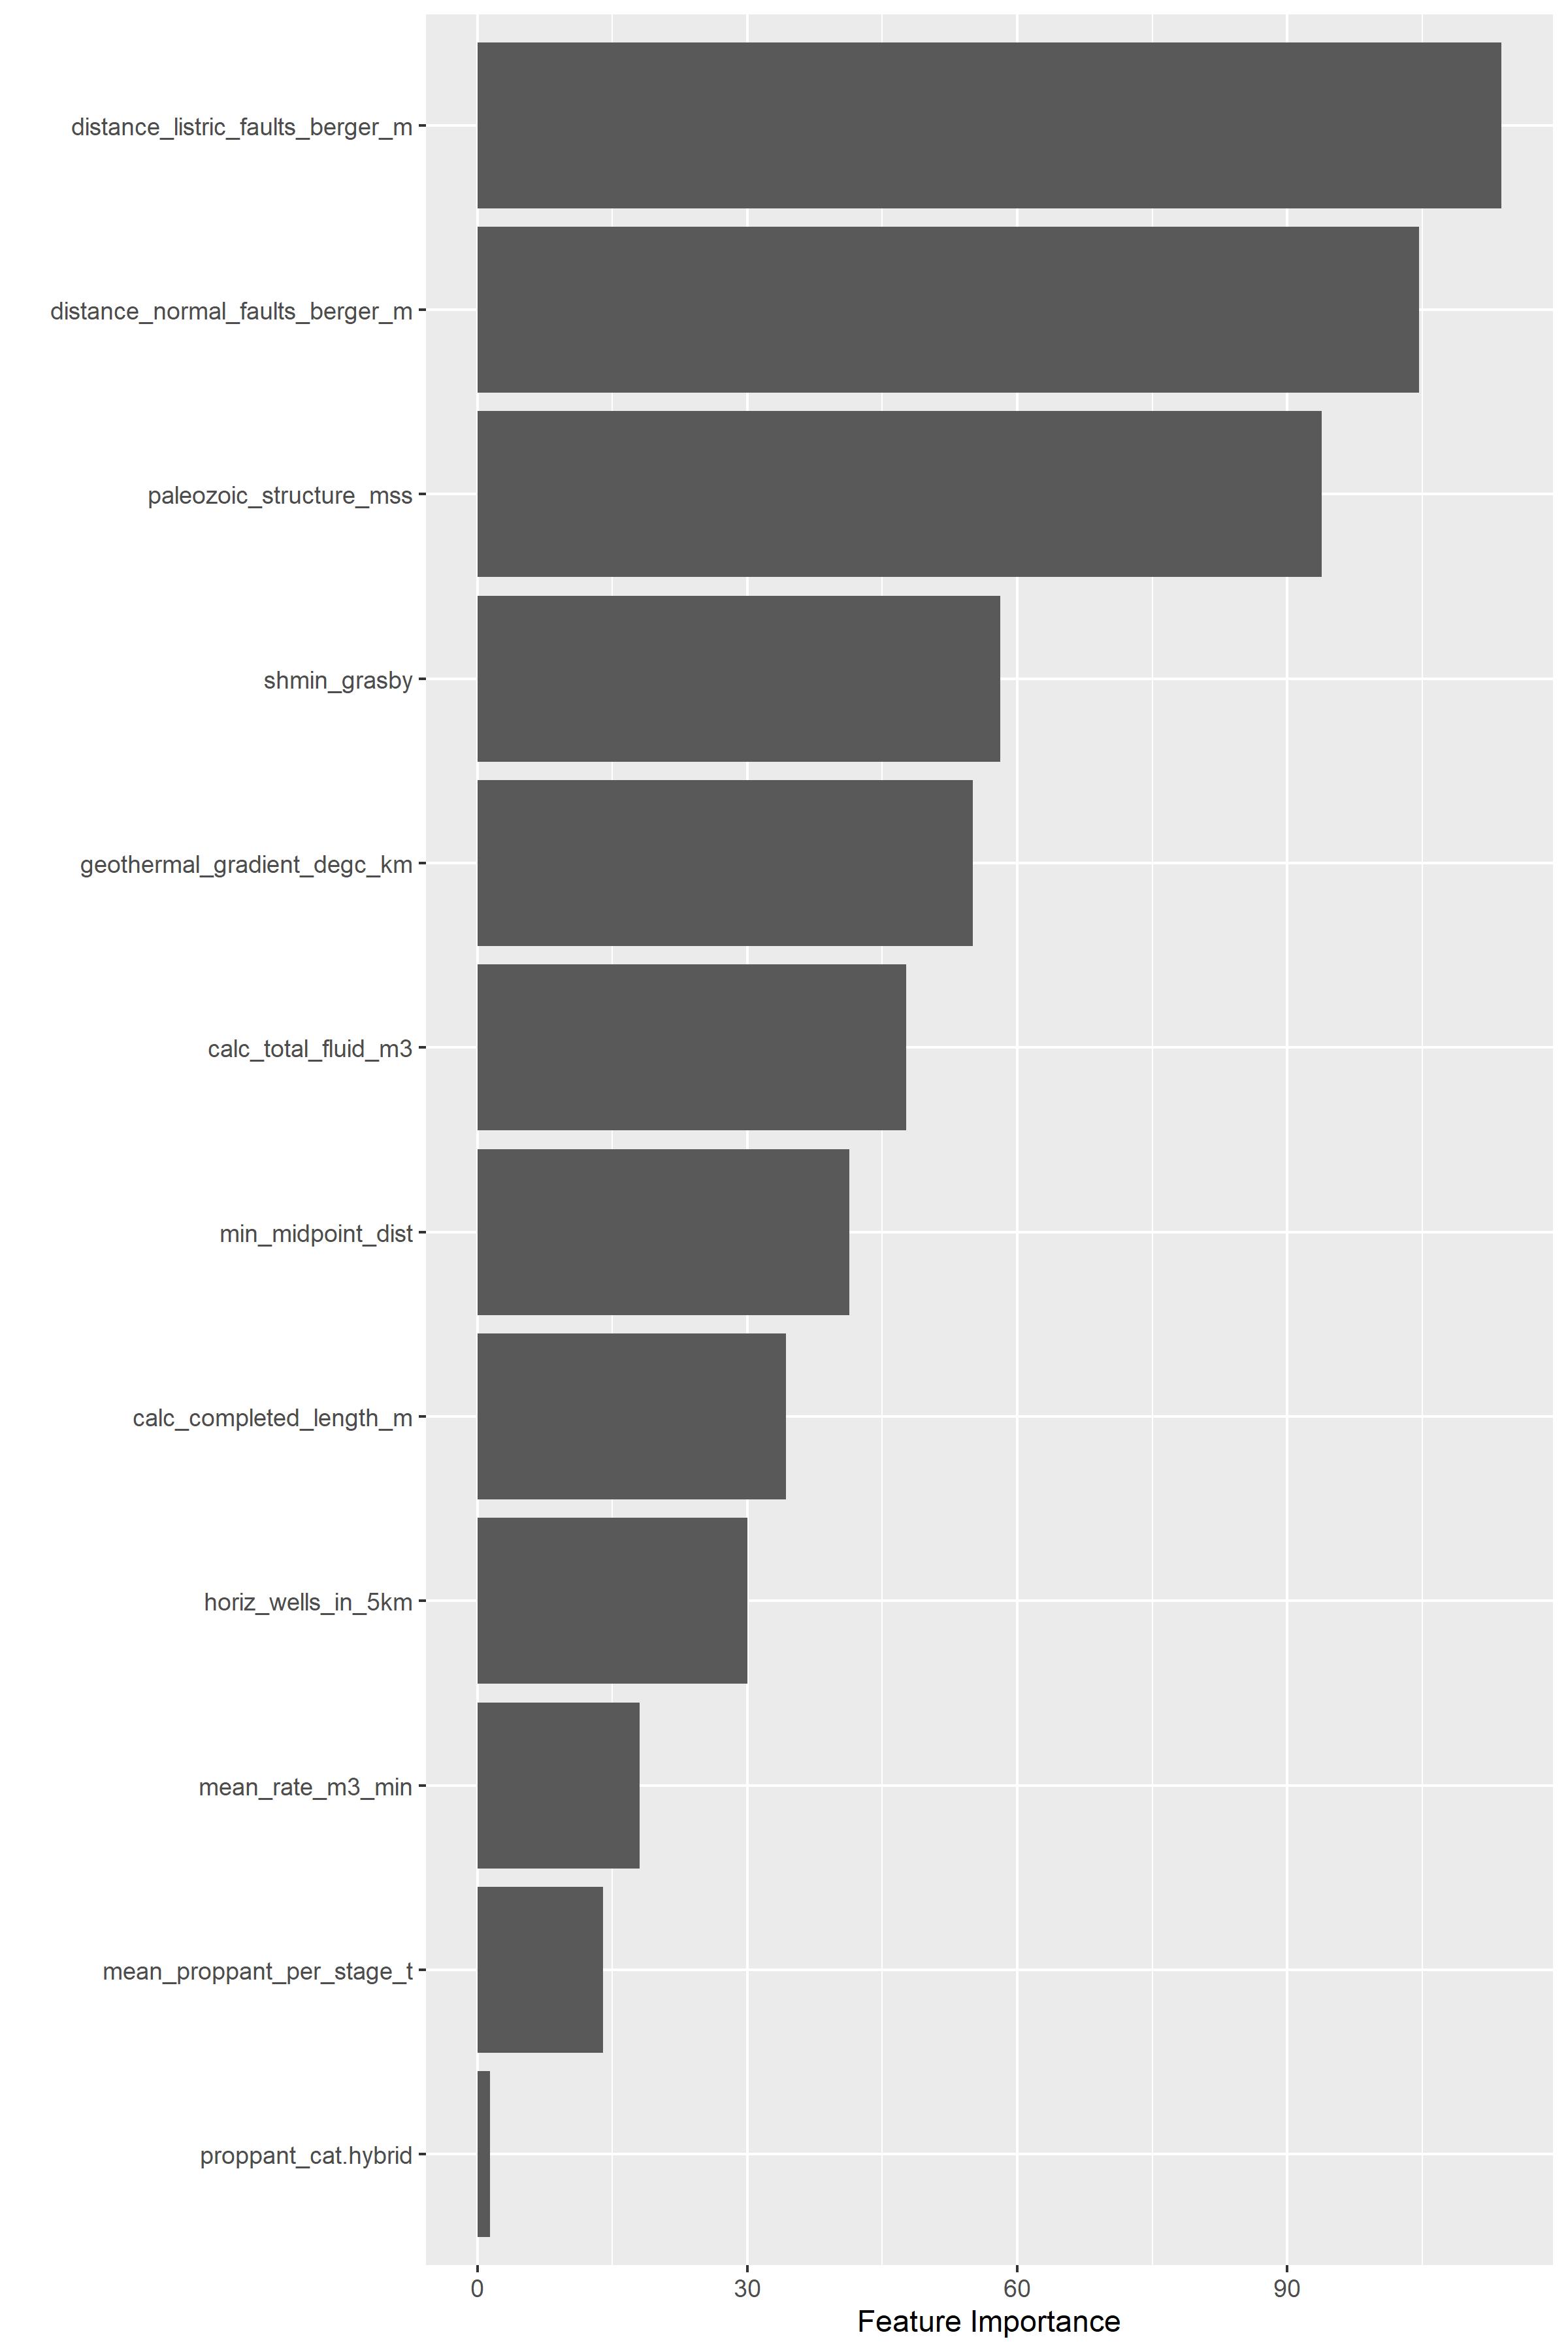 distance_listric_faults_berger_m
distance_normal_faults_berger_m
paleozoic_structure_mss
shmin_grasby
geothermal_gradient_degc_km
calc_total_fluid_m3
min_midpoint_dist
calc_completed_length_m
horiz_wells_in_5km
mean_rate_m3_min
mean_proppant_per_stage_t
proppant_cat.hybrid
0 30 60 90
Feature Importance